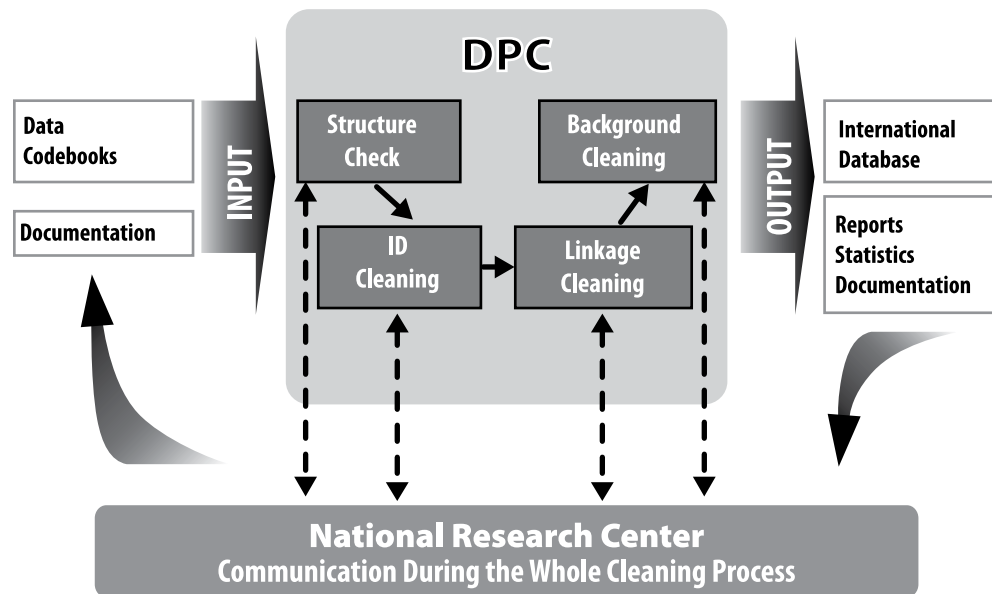 DPC
Data
Codebooks
Documentation
INPUT
Structure
Check
ID
Cleaning
Linkage
Cleaning
Background
Cleaning
OUTPUT
International
Database
Reports
Statistics
Documentation
National Research Center
Communication During the Whole Cleaning Process